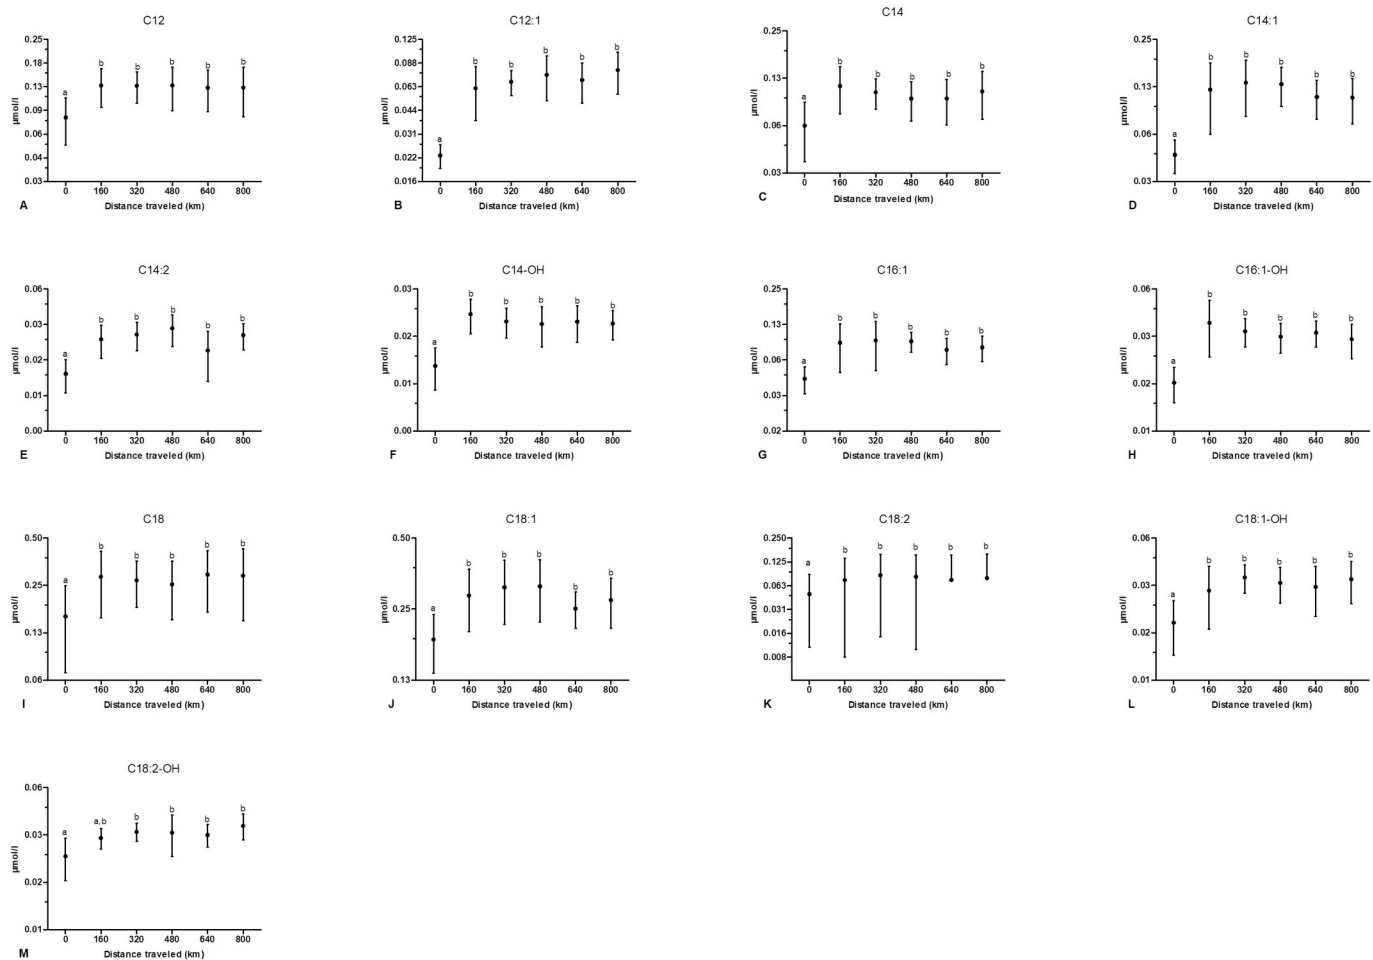 C12
0.25
0.18
0.13
0.09
0.06
0.04
0.03
µmol/l
a
b
b
b
b
b
0
160
320
480
640
800
Distance traveled (km)
A
C12:1
0.125
0.088
0.063
0.044
0.031
0.022
0.016
µmol/l
a
b
b
b
b
b
0
160
320
480
640
800
Distance traveled (km)
B
C14
0.25
0.13
0.06
0.03
µmol/l
a
b
b
b
b
b
0
160
320
480
640
800
Distance traveled (km)
C
C14:1
0.25
0.13
0.06
0.03
µmol/l
a
b
b
b
b
b
0
160
320
480
640
800
Distance traveled (km)
D
C14:2
0.06
0.03
0.02
0.01
0.00
µmol/l
a
b
b
b
b
b
0
160
320
480
640
800
Distance traveled (km)
E
C14-OH
0.03
0.02
0.01
0.00
µmol/l
a
b
b
b
b
b
0
160
320
480
640
800
Distance traveled (km)
F
C16:1
0.25
0.13
0.06
0.03
0.02
µmol/l
a
b
b
b
b
b
0
160
320
480
640
800
Distance traveled (km)
G
C16:1-OH
0.06
0.03
0.02
0.01
µmol/l
a
b
b
b
b
b
0
160
320
480
640
800
Distance traveled (km)
H
C18
0.50
0.25
0.13
0.06
µmol/l
a
b
b
b
b
b
0
160
320
480
640
800
Distance traveled (km)
I
C18:1
0.50
0.25
0.13
µmol/l
a
b
b
b
b
b
0
160
320
480
640
800
Distance traveled (km)
J
C18:2
0.250
0.125
0.063
0.031
0.016
0.008
µmol/l
a
b
b
b
b
b
0
160
320
480
640
800
Distance traveled (km)
K
C18:1-OH
0.06
0.03
0.02
0.01
µmol/l
a
b
b
b
b
b
0
160
320
480
640
800
Distance traveled (km)
L
C18:2-OH
0.06
0.03
0.02
0.01
µmol/l
a
a,b
b
b
b
b
0
160
320
480
640
800
Distance traveled (km)
M